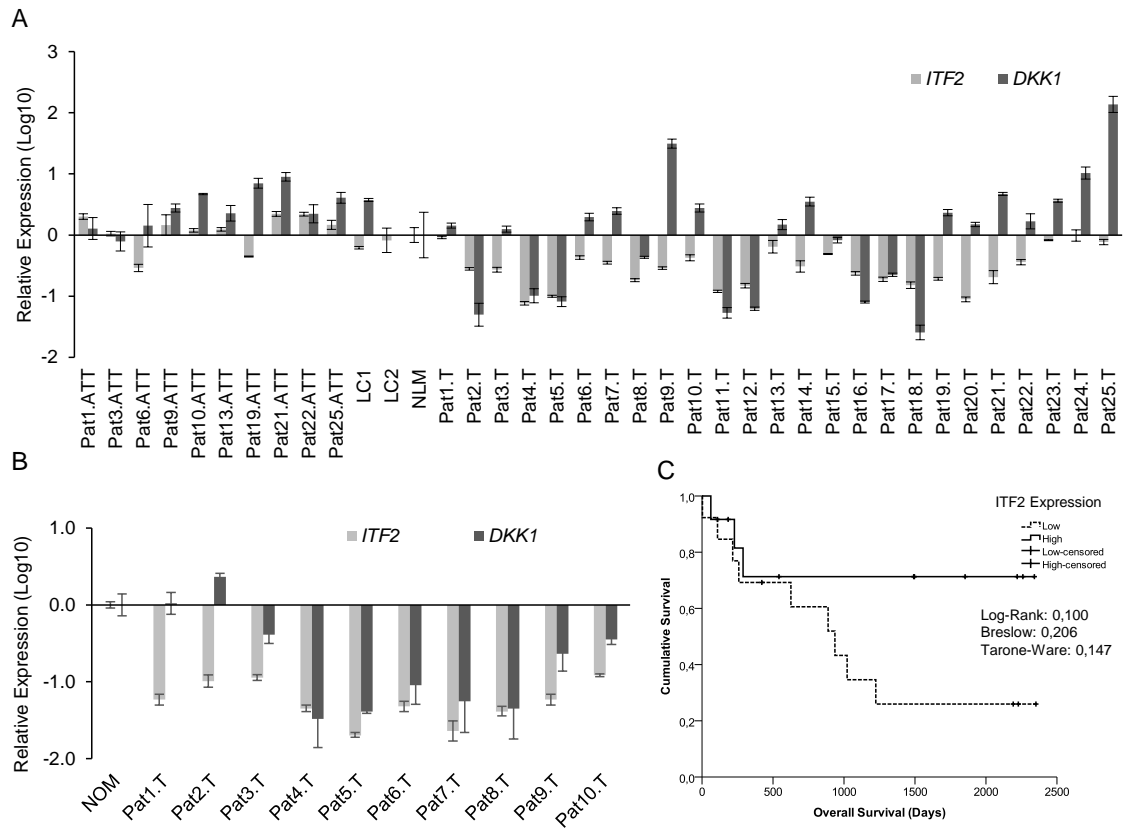 A
3
2
1
0
-1
-2
Relative Expression (Log10)
ITF2 DKK1
Pat1.ATT
Pat3.ATT
Pat6.ATT
Pat9.ATT
Pat10.ATT
Pat13.ATT
Pat19.ATT
Pat21.ATT
Pat22.ATT
Pat25.ATT
LC1
LC2
NLM
Pat1.T
Pat2.T
Pat3.T
Pat4.T
Pat5.T
Pat6.T
Pat7.T
Pat8.T
Pat9.T
Pat10.T
Pat11.T
Pat12.T
Pat13.T
Pat14.T
Pat15.T
Pat16.T
Pat17.T
Pat18.T
Pat19.T
Pat20.T
Pat21.T
Pat22.T
Pat23.T
Pat24.T
Pat25.T
B
1.0
0.0
-1.0
-2.0
Relative Expression (Log10)
ITF2 DKK1
NOM
Pat1.T
Pat2.T
Pat3.T
Pat4.T
Pat5.T
Pat6.T
Pat7.T
Pat8.T
Pat9.T
Pat10.T
C
1,0
0,8
0,6
0,4
0,2
0,0
Cumulative Survival
ITF2 Expression
Low
High
Low-censored
High-censored
Log-Rank: 0,100
Breslow: 0,206
Tarone-Ware: 0,147
0 500 1000 1500 2000 2500
Overall Survival (Days)